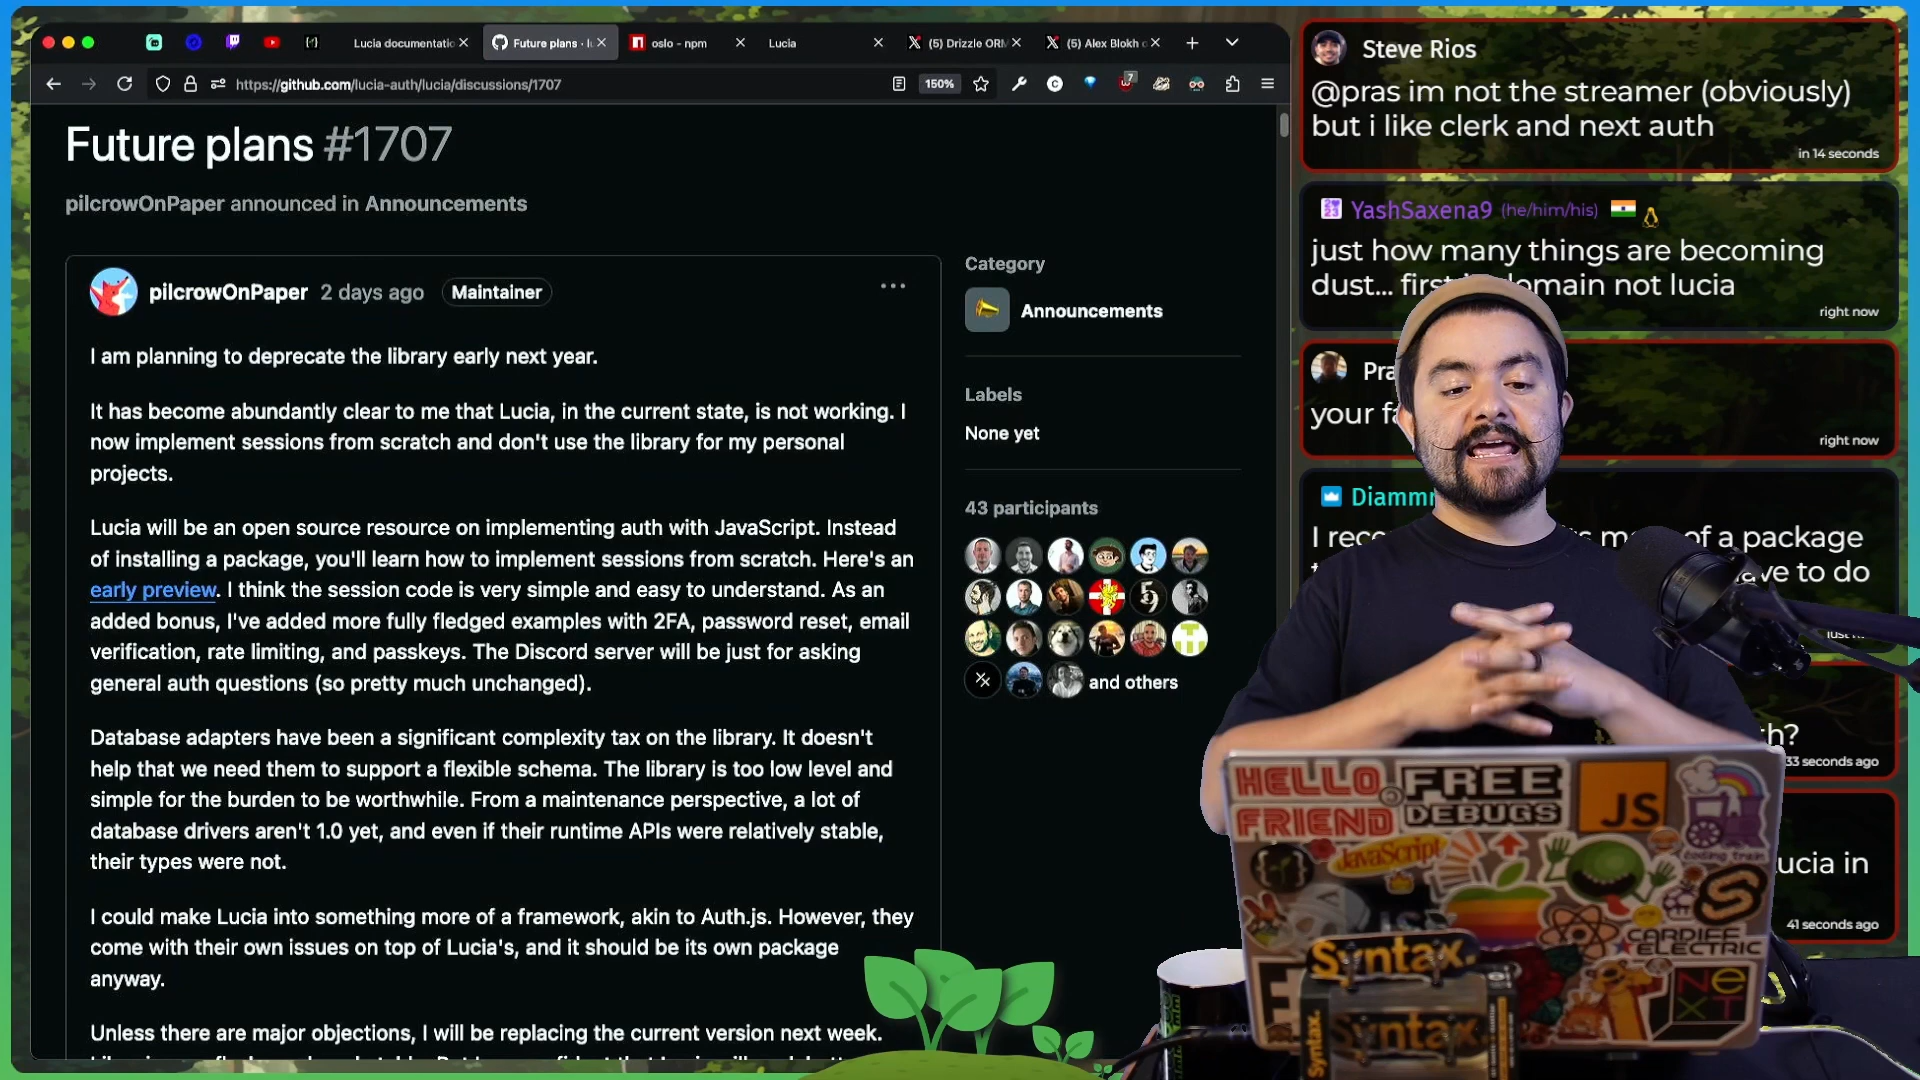 Lucia documentatio
Future plans · l
oslo - npm
Lucia
(5) Drizzle ORM
(5) Alex Blokh o
https://github.com/lucia-auth/lucia/discussions/1707
150%
7
Future plans #1707
pilcrowOnPaper announced in Announcements
pilcrowOnPaper 2 days ago Maintainer
I am planning to deprecate the library early next year.
It has become abundantly clear to me that Lucia, in the current state, is not working. I
now implement sessions from scratch and don't use the library for my personal
projects.
Lucia will be an open source resource on implementing auth with JavaScript. Instead
of installing a package, you'll learn how to implement sessions from scratch. Here's an
early preview. I think the session code is very simple and easy to understand. As an
added bonus, I've added more fully fledged examples with 2FA, password reset, email
verification, rate limiting, and passkeys. The Discord server will be just for asking
general auth questions (so pretty much unchanged).
Database adapters have been a significant complexity tax on the library. It doesn't
help that we need them to support a flexible schema. The library is too low level and
simple for the burden to be worthwhile. From a maintenance perspective, a lot of
database drivers aren't 1.0 yet, and even if their runtime APIs were relatively stable,
their types were not.
I could make Lucia into something more of a framework, akin to Auth.js. However, they
come with their own issues on top of Lucia's, and it should be its own package
anyway.
Unless there are major objections, I will be replacing the current version next week.
Category
Announcements
Labels
None yet
43 participants
and others
Steve Rios
@pras im not the streamer (obviously)
but i like clerk and next auth
in 14 seconds
YashSaxena9 (he/him/his)
just how many things are becoming
dust... first omain not lucia
right now
Pra
your fa
right now
Diamm
I rec of a package
ave to do
just n
th?
33 seconds ago
ucia in
41 seconds ago
HELLO
FRIEND
FREE
DEBUGS
JS
JavaScript
coding train
CARDIFF
ELECTRIC
NEXT
Syntax.
Syntax.
Syntax.